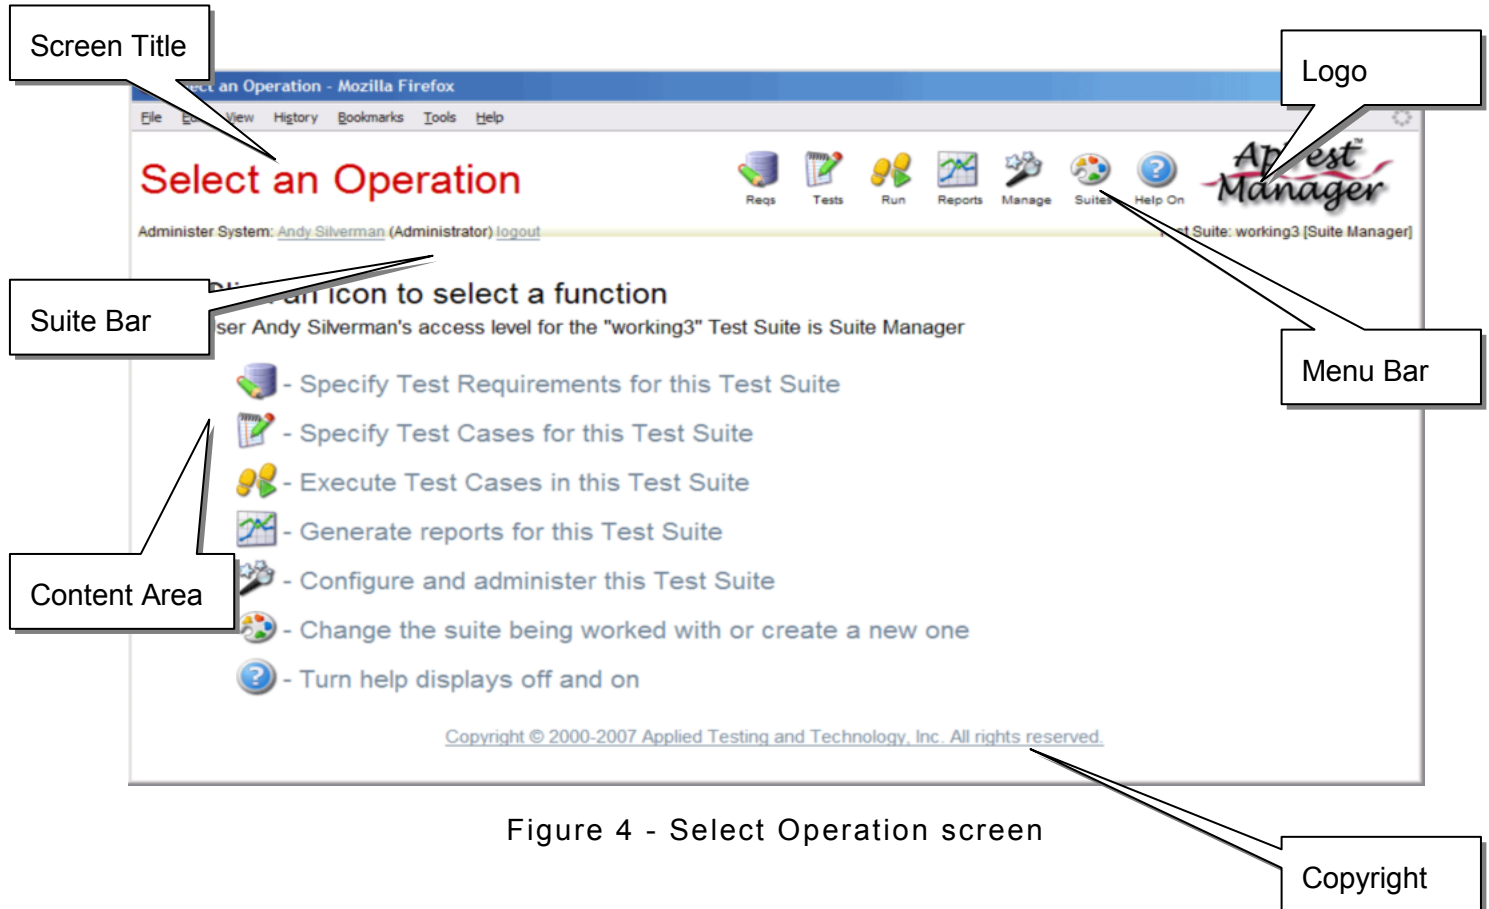 Screen Title
Logo
ect an Operation - Mozilla Firefox
File View History Bookmarks Tools Help
Select an Operation
Reqs Tests Run Reports Manage Suites Help On
ApTest™
Manager
Administer System: Andy Silverman (Administrator) logout
Test Suite: working3 [Suite Manager]
Suite Bar
an icon to select a function
ser Andy Silverman's access level for the "working3" Test Suite is Suite Manager
Menu Bar
- Specify Test Requirements for this Test Suite
- Specify Test Cases for this Test Suite
- Execute Test Cases in this Test Suite
- Generate reports for this Test Suite
Content Area
- Configure and administer this Test Suite
- Change the suite being worked with or create a new one
- Turn help displays off and on
Copyright © 2000-2007 Applied Testing and Technology, Inc. All rights reserved.
Figure 4 - Select Operation screen
Copyright